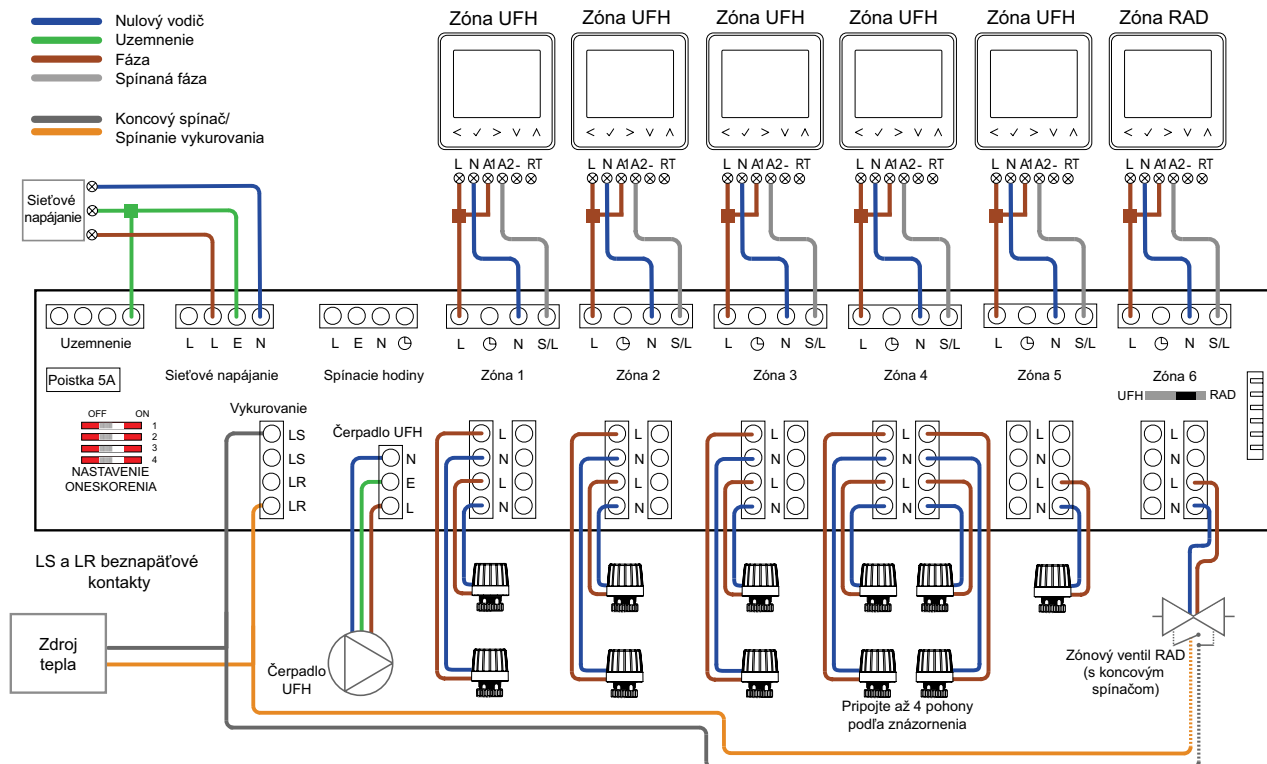 Nulový vodič
Uzemnenie
Fáza
Spínaná fáza
Koncový spínač/
Spínanie vykurovania
Zóna UFH
Zóna UFH
Zóna UFH
Zóna UFH
Zóna UFH
Zóna RAD
L N A1 A2 - RT
L N A1 A2 - RT
L N A1 A2 - RT
L N A1 A2 - RT
L N A1 A2 - RT
L N A1 A2 - RT
Sieťové
napájanie
Uzemnenie
L L E N
Sieťové napájanie
L E N
Spínacie hodiny
L N S/L
Zóna 1
L N S/L
Zóna 2
L N S/L
Zóna 3
L N S/L
Zóna 4
L N S/L
Zóna 5
L N S/L
Zóna 6
UFH RAD
Poistka 5A
OFF ON
1
2
3
4
NASTAVENIE
ONESKORENIA
Vykurovanie
LS
LS
LR
LR
Čerpadlo UFH
N
E
L
L
N
L
N
L
N
L
N
L
N
L
N
L
N
L
N
L
N
L
N
L
N
L
N
LS a LR beznapäťové
kontakty
Zdroj
tepla
Čerpadlo
UFH
Pripojte až 4 pohony
podľa znázornenia
Zónový ventil RAD
(s koncovým
spínačom)